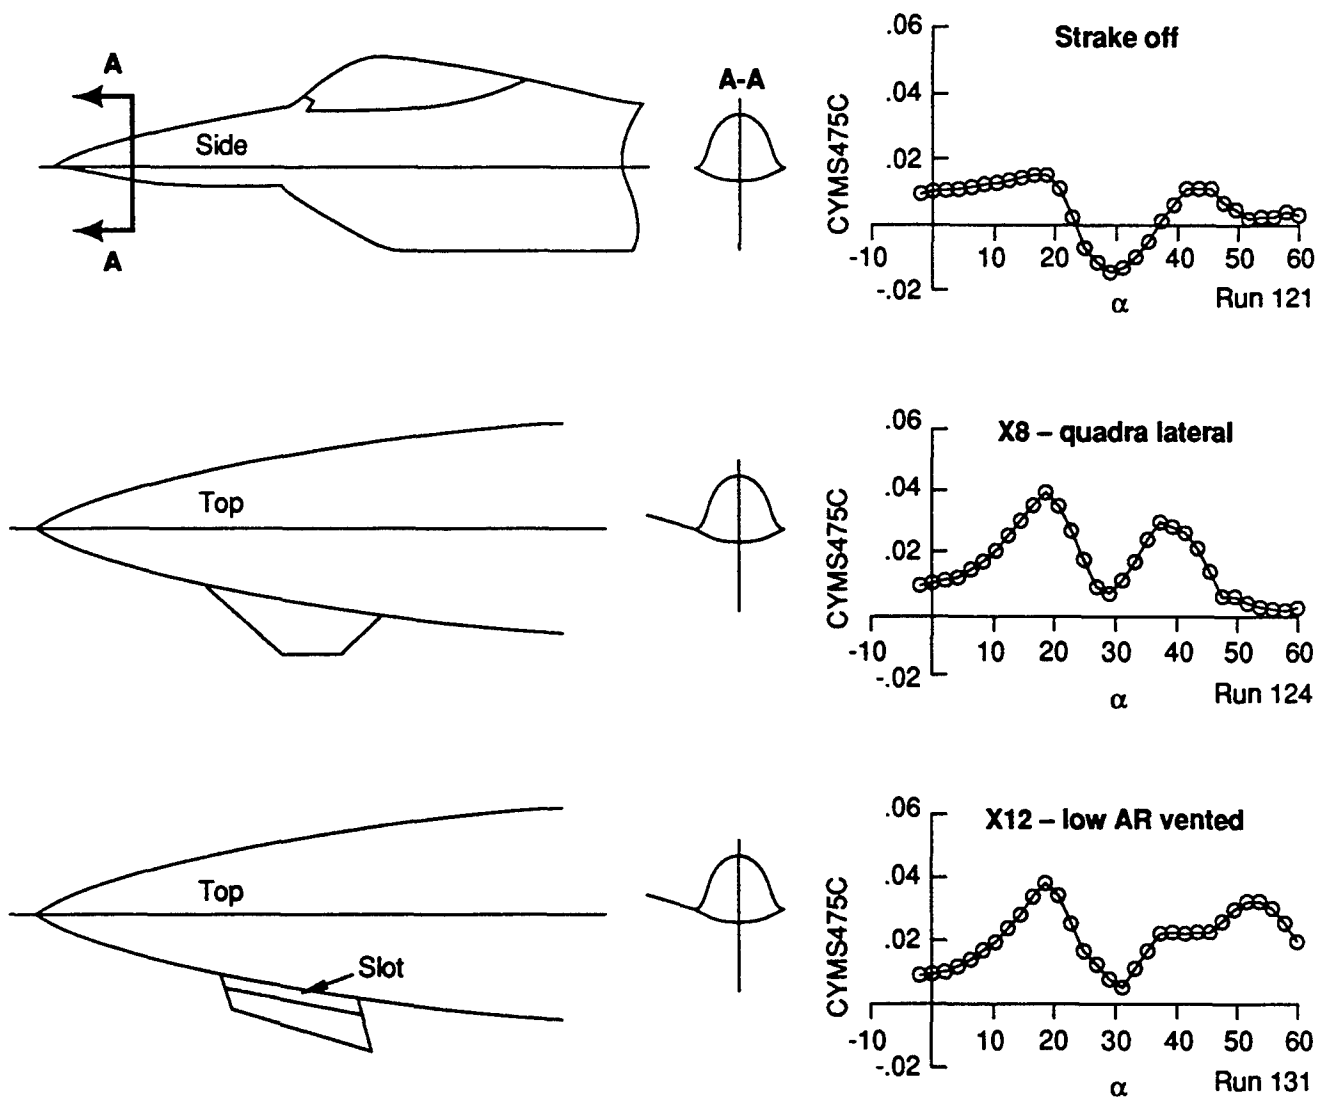 A
Side
A
A-A
Strake off
CYMS475C
.06
.04
.02
-.02
-10 10 20 30 40 50 60
α
Run 121
Top
X8 – quadra lateral
CYMS475C
.06
.04
.02
-.02
-10 10 20 30 40 50 60
α
Run 124
Top
Slot
X12 – low AR vented
CYMS475C
.06
.04
.02
-.02
-10 10 20 30 40 50 60
α
Run 131